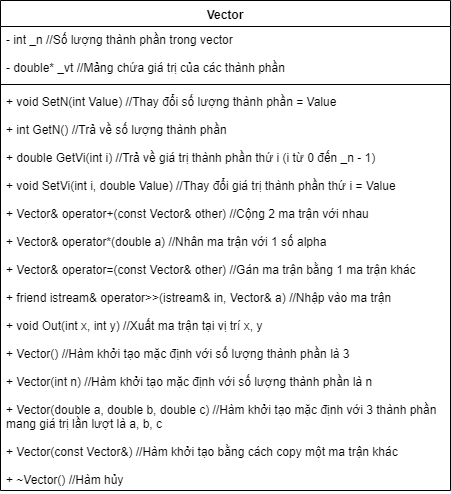 Vector
- int _n //Số lượng thành phần trong vector
- double* _vt //Mảng chứa giá trị của các thành phần
+ void SetN(int Value) //Thay đổi số lượng thành phần = Value
+ int GetN() //Trả về số lượng thành phần
+ double GetVi(int i) //Trả về giá trị thành phần thứ i (i từ 0 đến _n - 1)
+ void SetVi(int i, double Value) //Thay đổi giá trị thành phần thứ i = Value
+ Vector& operator+(const Vector& other) //Cộng 2 ma trận với nhau
+ Vector& operator*(double a) //Nhân ma trận với 1 số alpha
+ Vector& operator=(const Vector& other) //Gán ma trận bằng 1 ma trận khác
+ friend istream& operator>>(istream& in, Vector& a) //Nhập vào ma trận
+ void Out(int x, int y) //Xuất ma trận tại vị trí x, y
+ Vector() //Hàm khởi tạo mặc định với số lượng thành phần là 3
+ Vector(int n) //Hàm khởi tạo mặc định với số lượng thành phần là n
+ Vector(double a, double b, double c) //Hàm khởi tạo mặc định với 3 thành phần
mang giá trị lần lượt là a, b, c
+ Vector(const Vector&) //Hàm khởi tạo bằng cách copy một ma trận khác
+ ~Vector() //Hàm hủy